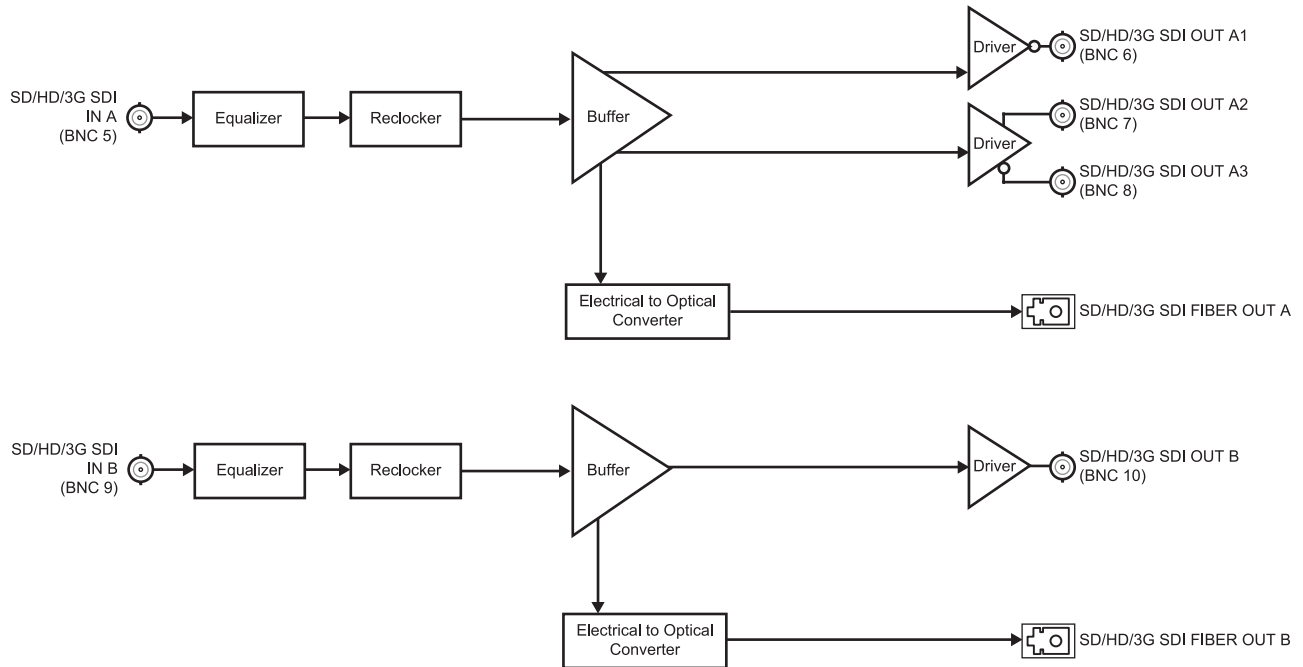 SD/HD/3G SDI
IN A
(BNC 5)
Equalizer
Reclocker
Buffer
Driver
SD/HD/3G SDI OUT A1
(BNC 6)
Driver
SD/HD/3G SDI OUT A2
(BNC 7)
SD/HD/3G SDI OUT A3
(BNC 8)
Electrical to Optical
Converter
SD/HD/3G SDI FIBER OUT A
SD/HD/3G SDI
IN B
(BNC 9)
Equalizer
Reclocker
Buffer
Driver
SD/HD/3G SDI OUT B
(BNC 10)
Electrical to Optical
Converter
SD/HD/3G SDI FIBER OUT B